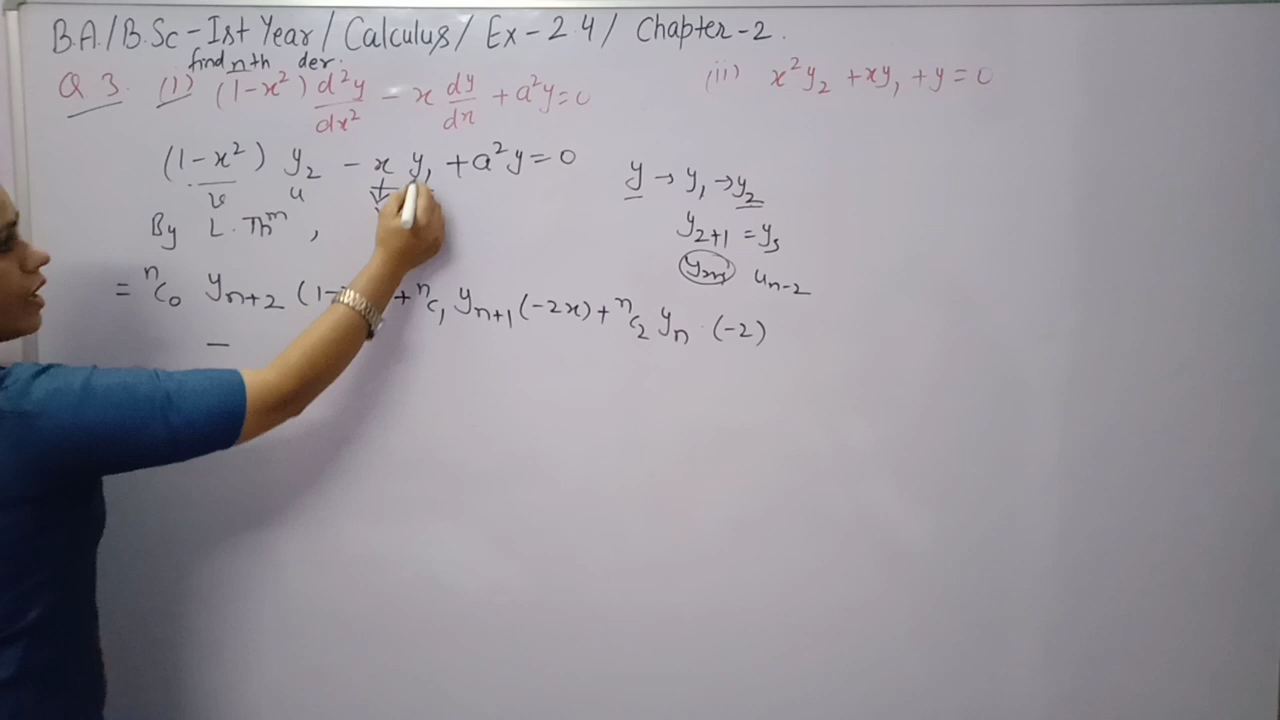 B.A./B.Sc-Ist Year/ Calculus/ Ex-2.4/ Chapter-2.
find nth der.
Q 3. (i) (1-x²) d²y/dx² - x dy/dx + a²y=0
(ii) x²y₂ + xy₁ + y = 0
(1-x²) y₂ - x y₁ + a²y = 0
v u
y → y₁ → y₂
By L. Thᵐ,
y₂₊₁ = y₃
uₙ₋₂
= ⁿC₀ yₙ₊₂ (1- + ⁿC₁ yₙ₊₁ (-2x) + ⁿC₂ yₙ · (-2)
-